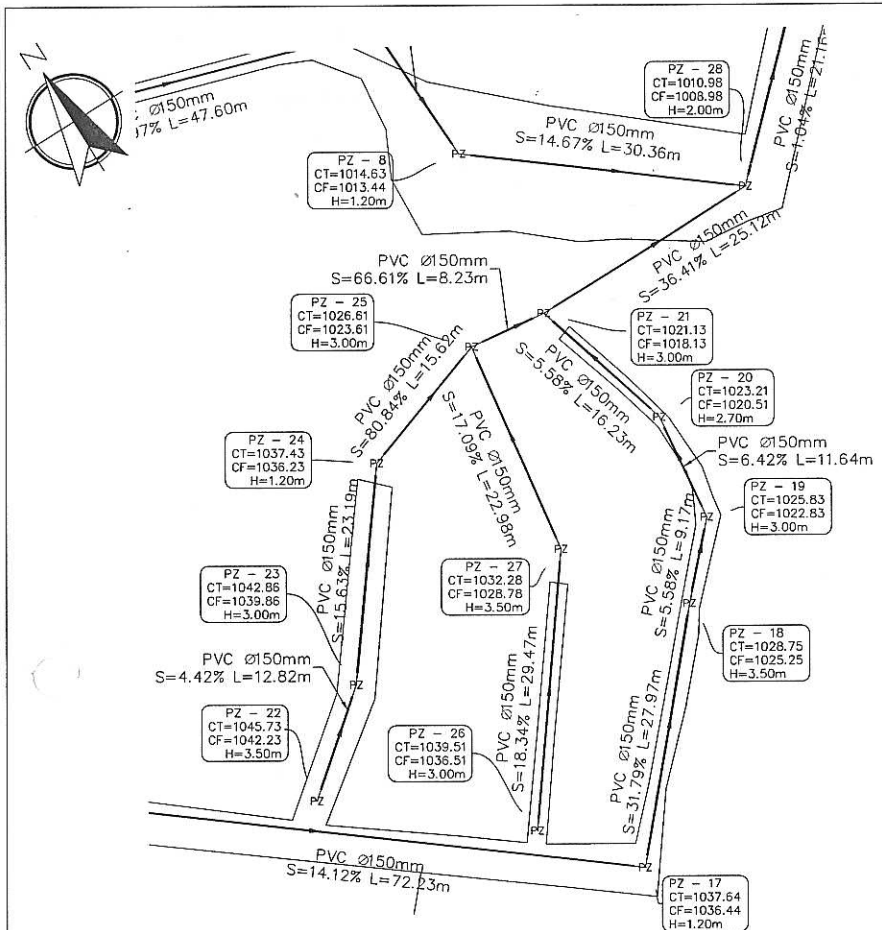 N
PVC Ø150mm
L=47.60m
PZ - 28
CT=1010.98
CF=1008.98
H=2.00m
PVC Ø150mm
S=1.04%
PVC Ø150mm
S=14.67% L=30.36m
PZ - 8
CT=1014.63
CF=1013.44
H=1.20m
PZ
PZ
PVC Ø150mm
S=36.41% L=25.12m
PVC Ø150mm
S=66.61% L=8.23m
PZ - 25
CT=1026.61
CF=1023.61
H=3.00m
PZ
PZ
PZ - 21
CT=1021.13
CF=1018.13
H=3.00m
PVC Ø150mm
S=5.58% L=16.23m
PZ - 20
CT=1023.21
CF=1020.51
H=2.70m
PZ
PVC Ø150mm
S=80.84% L=15.62m
PVC Ø150mm
S=17.09% L=22.98m
PVC Ø150mm
S=6.42% L=11.64m
PZ - 24
CT=1037.43
CF=1036.23
H=1.20m
PZ
PZ - 19
CT=1025.83
CF=1022.83
H=3.00m
PZ
PVC Ø150mm
S=15.63% L=23.19m
PVC Ø150mm
S=5.58% L=9.17m
PZ - 27
CT=1032.28
CF=1028.78
H=3.50m
PZ
PZ - 23
CT=1042.86
CF=1039.86
H=3.00m
PZ
PZ - 18
CT=1028.75
CF=1025.25
H=3.50m
PVC Ø150mm
S=4.42% L=12.82m
PZ
PVC Ø150mm
S=18.34% L=29.47m
PVC Ø150mm
S=31.79% L=27.97m
PZ - 22
CT=1045.73
CF=1042.23
H=3.50m
PZ
PZ - 26
CT=1039.51
CF=1036.51
H=3.00m
PZ
PVC Ø150mm
S=14.12% L=72.23m
PZ
PZ - 17
CT=1037.64
CF=1036.44
H=1.20m